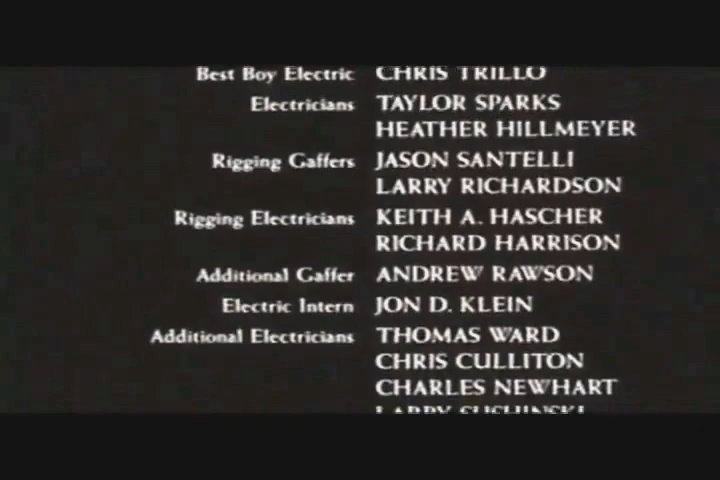 Best Boy Electric CHRIS TRILLO
Electricians TAYLOR SPARKS
HEATHER HILLMEYER
Rigging Gaffers JASON SANTELLI
LARRY RICHARDSON
Rigging Electricians KEITH A. HASCHER
RICHARD HARRISON
Additional Gaffer ANDREW RAWSON
Electric Intern JON D. KLEIN
Additional Electricians THOMAS WARD
CHRIS CULLITON
CHARLES NEWHART
LARRY